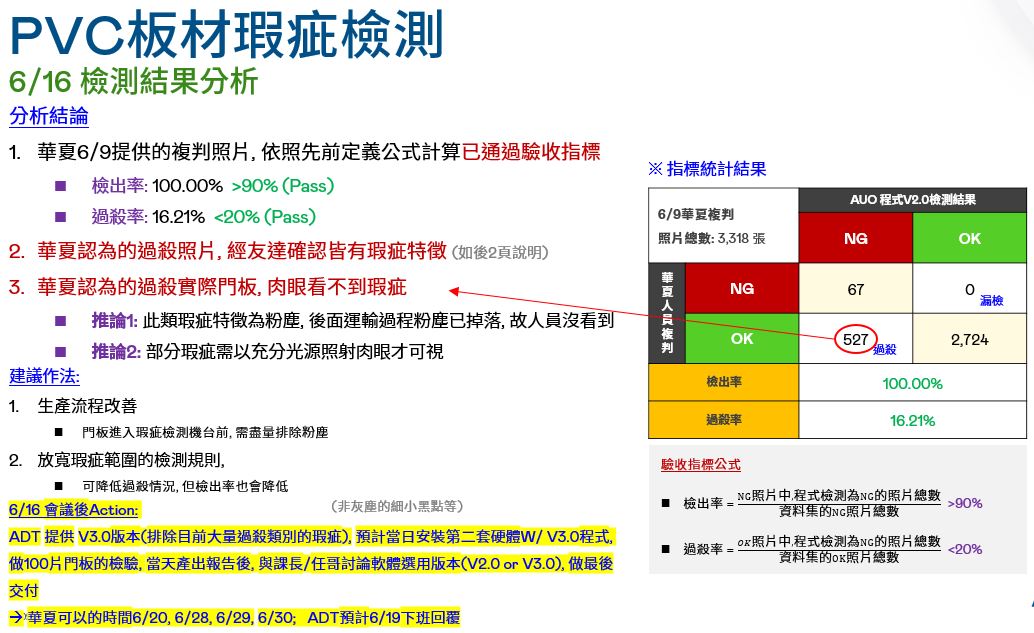 PVC板材瑕疵檢測
6/16 檢測結果分析
分析結論
1. 華夏6/9提供的複判照片, 依照先前定義公式計算已通過驗收指標
■ 檢出率: 100.00% >90% (Pass)
■ 過殺率: 16.21% <20% (Pass)
2. 華夏認為的過殺照片, 經友達確認皆有瑕疵特徵 (如後2頁說明)
3. 華夏認為的過殺實際門板, 肉眼看不到瑕疵
■ 推論1: 此類瑕疵特徵為粉塵, 後面運輸過程粉塵已掉落, 故人員沒看到
■ 推論2: 部分瑕疵需以充分光源照射肉眼才可視
建議作法:
1. 生產流程改善
■ 門板進入瑕疵檢測機台前, 需盡量排除粉塵
2. 放寬瑕疵範圍的檢測規則,
■ 可降低過殺情況, 但檢出率也會降低
6/16 會議後Action:
(非灰塵的細小黑點等)
ADT 提供 V3.0版本(排除目前大量過殺類別的瑕疵), 預計當日安裝第二套硬體W/ V3.0程式,
做100片門板的檢驗, 當天產出報告後, 與課長/任哥討論軟體選用版本(V2.0 or V3.0), 做最後
交付
→華夏可以的時間6/20, 6/28, 6/29, 6/30; ADT預計6/19下班回覆
※ 指標統計結果
6/9華夏複判
照片總數: 3,318 張
AUO 程式V2.0檢測結果
NG OK
華夏人員複判
NG 67 0 漏檢
OK 527 過殺 2,724
檢出率 100.00%
過殺率 16.21%
驗收指標公式
■ 檢出率 = NG照片中,程式檢測為NG的照片總數 / 資料集的NG照片總數 >90%
■ 過殺率 = OK照片中,程式檢測為NG的照片總數 / 資料集的OK照片總數 <20%